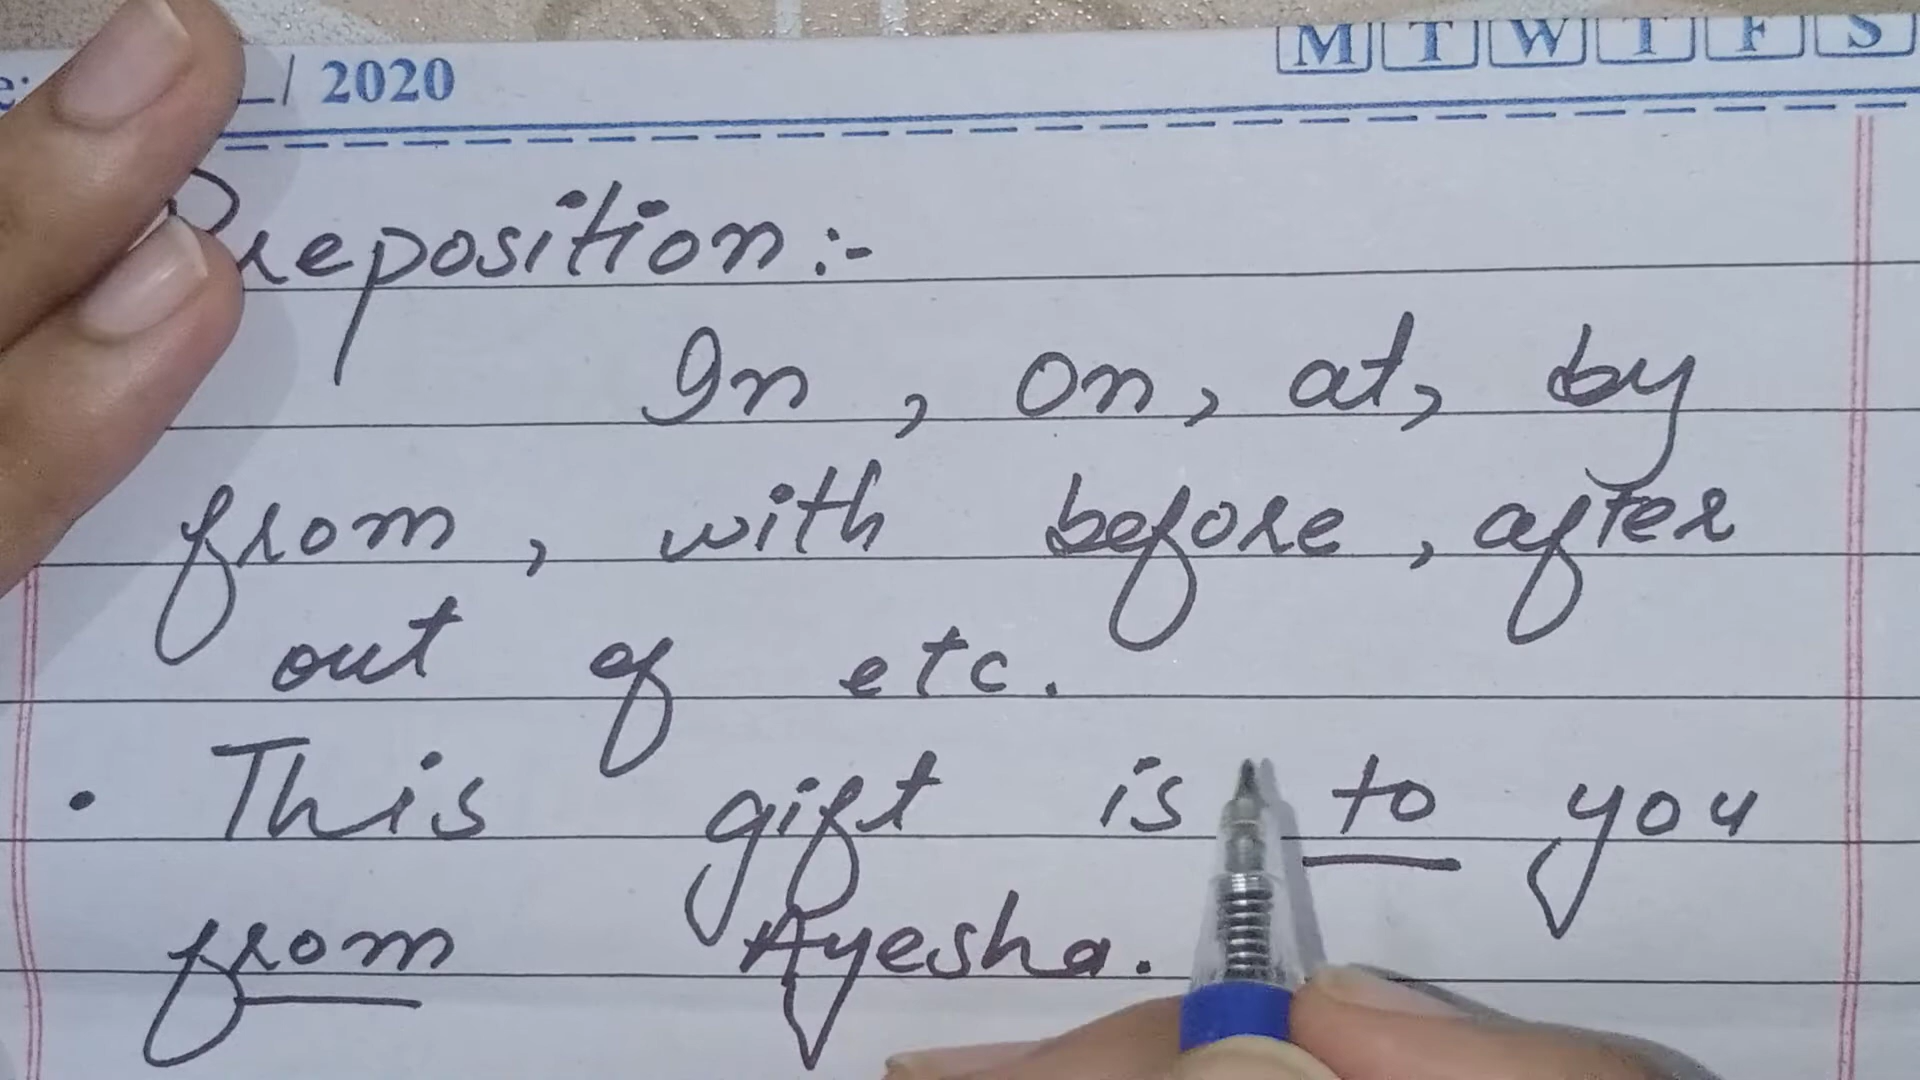 / 2020 M T W T F S
Preposition :-
In , on, at, by
from , with before , after
out of etc.
• This gift is to you
from Ayesha.